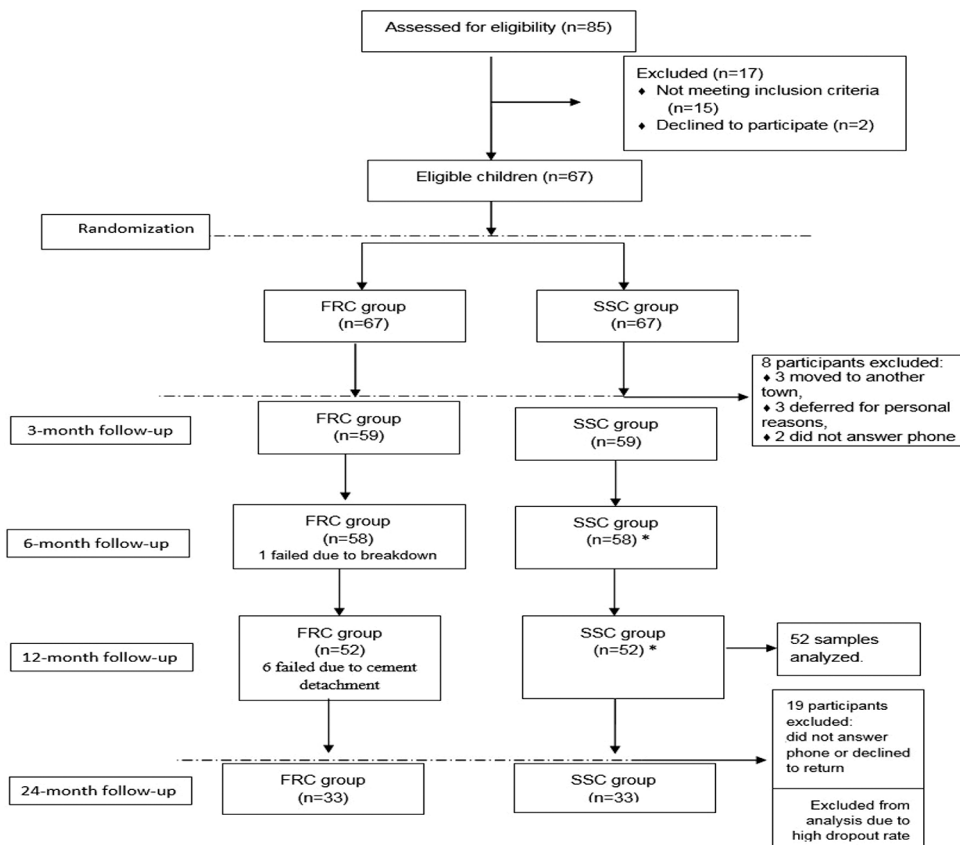 Assessed for eligibility (n=85)
Excluded (n=17)
♦ Not meeting inclusion criteria
(n=15)
♦ Declined to participate (n=2)
Eligible children (n=67)
Randomization
FRC group
(n=67)
SSC group
(n=67)
8 participants excluded:
♦ 3 moved to another
town,
♦ 3 deferred for personal
reasons,
♦ 2 did not answer phone
3-month follow-up
FRC group
(n=59)
SSC group
(n=59)
6-month follow-up
FRC group
(n=58)
1 failed due to breakdown
SSC group
(n=58) *
12-month follow-up
FRC group
(n=52)
6 failed due to cement
detachment
SSC group
(n=52) *
52 samples
analyzed.
19 participants
excluded:
did not answer
phone or declined
to return
24-month follow-up
FRC group
(n=33)
SSC group
(n=33)
Excluded from
analysis due to
high dropout rate